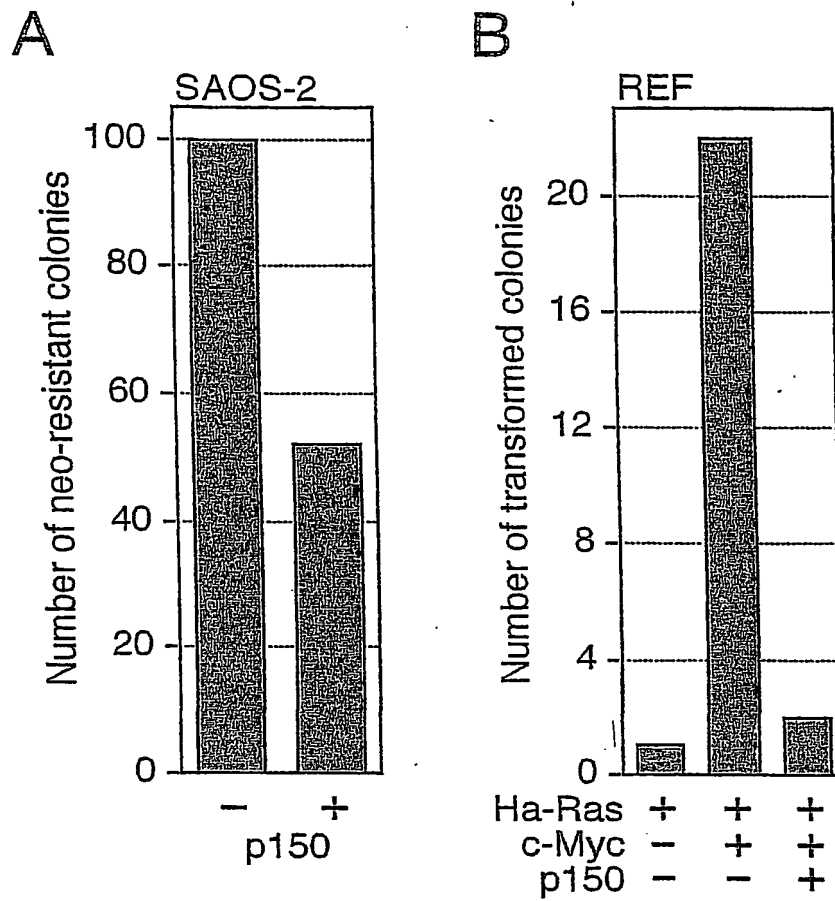 A
SAOS-2
Number of neo-resistant colonies
100
80
60
40
20
0
− +
p150
B
REF
Number of transformed colonies
20
16
12
8
4
0
Ha-Ras + + +
c-Myc − + +
p150 − − +